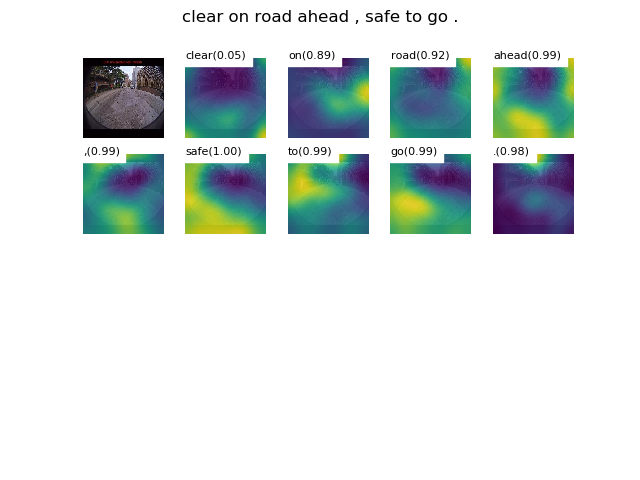 clear on road ahead , safe to go .
clear(0.05)
on(0.89)
road(0.92)
ahead(0.99)
,(0.99)
safe(1.00)
to(0.99)
go(0.99)
.(0.98)